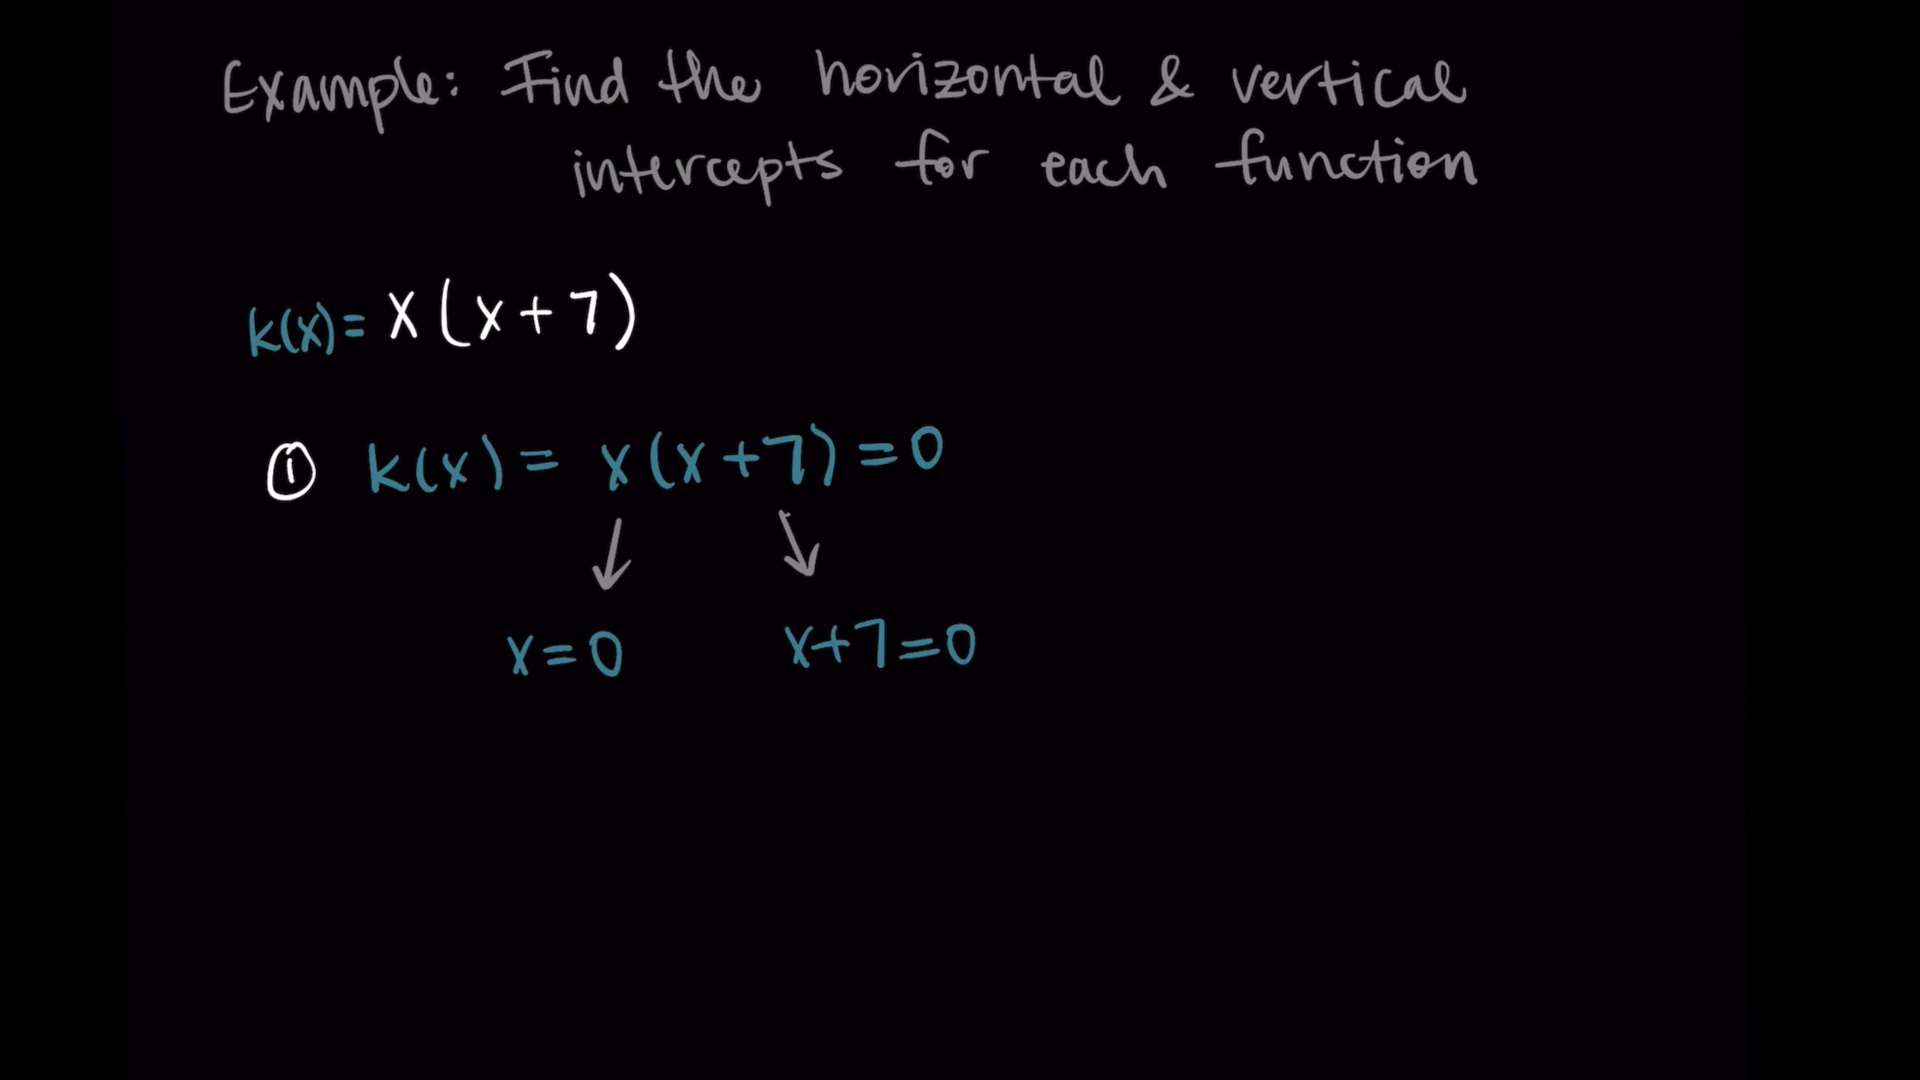 Example: Find the horizontal & vertical
intercepts for each function
k(x)= x(x+7)
① k(x) = x(x+7)=0
x=0 x+7=0